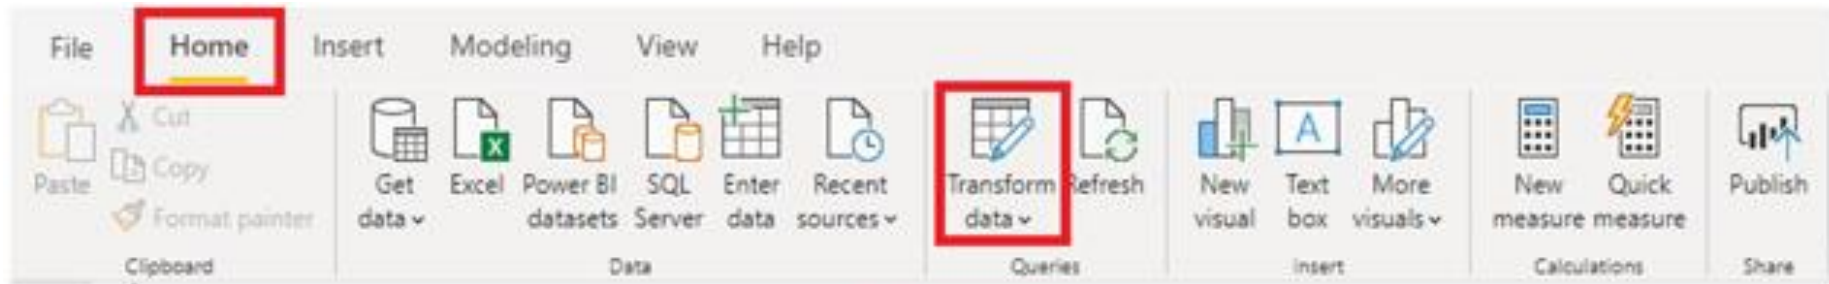 File Home Insert Modeling View Help
Cut
Copy
Paste
Format painter
Clipboard
Get data
Excel
Power BI datasets
SQL Server
Enter data
Recent sources
Data
Transform data
Refresh
Queries
New visual
Text box
A
More visuals
Insert
New measure
Quick measure
Calculations
Publish
Share